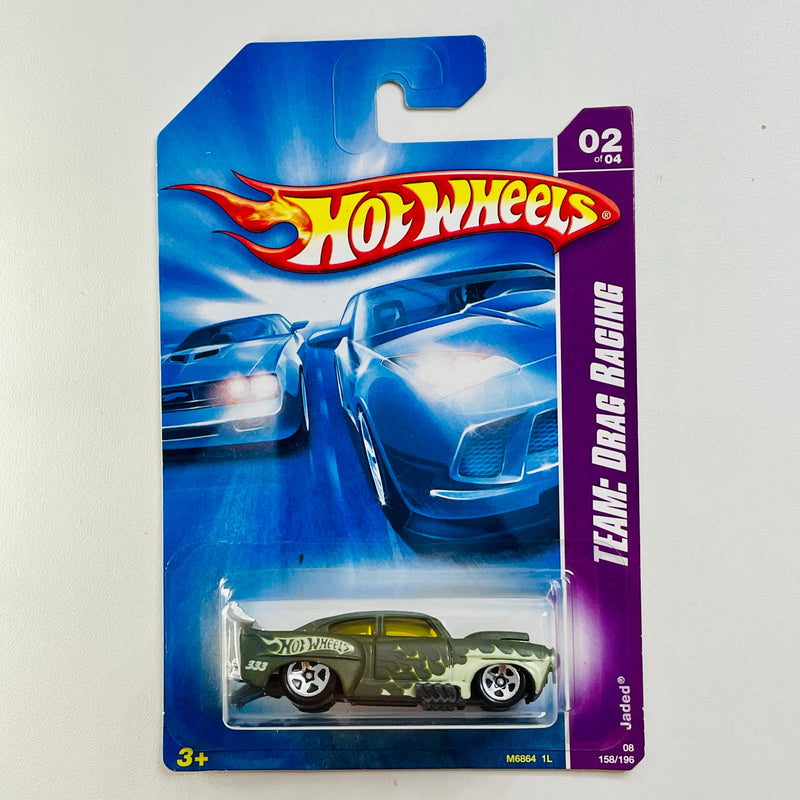 02
of 04
HOT WHEELS®
TEAM: DRAG RACING
HOT WHEELS
333
Jaded®
3+
M6864 1L
08
158/196